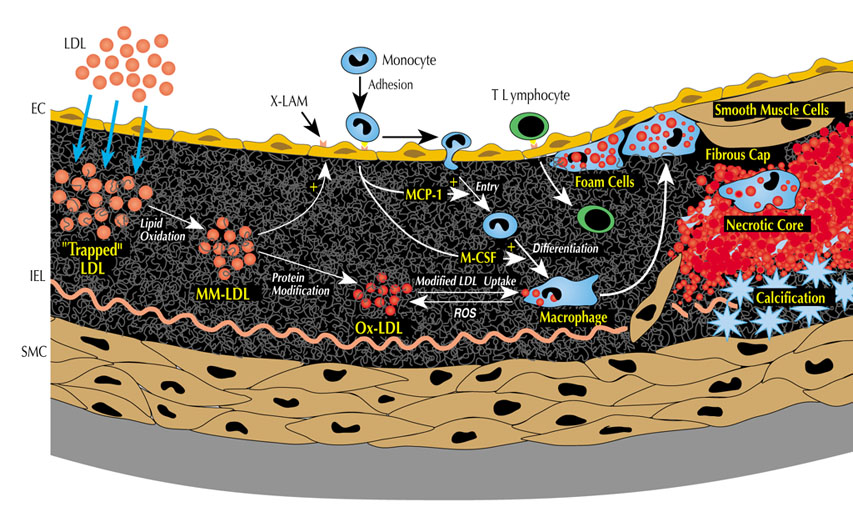 LDL
Monocyte
Adhesion
X-LAM
T Lymphocyte
EC
Smooth Muscle Cells
Fibrous Cap
Foam Cells
+
MCP-1
+
Entry
Necrotic Core
Lipid
Oxidation
"Trapped"
LDL
M-CSF
+
Differentiation
IEL
MM-LDL
Protein
Modification
Modified LDL Uptake
ROS
Ox-LDL
Macrophage
Calcification
SMC